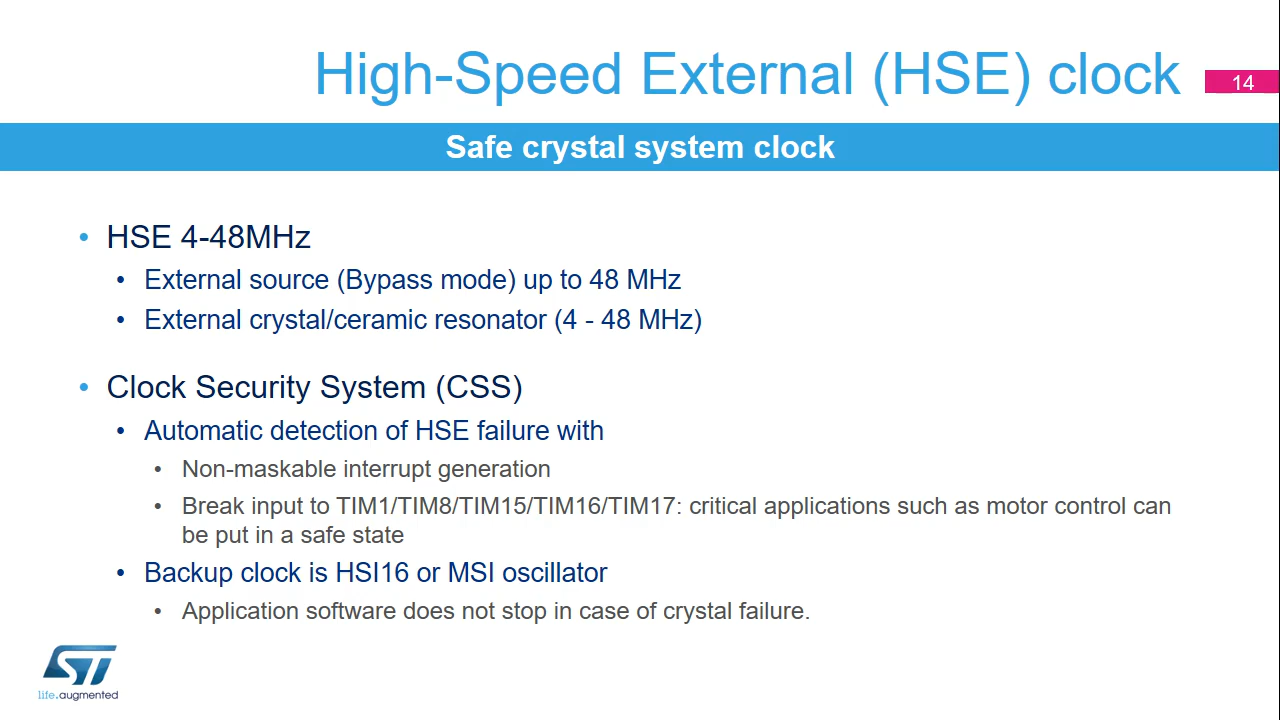 High-Speed External (HSE) clock
14
Safe crystal system clock
• HSE 4-48MHz
• External source (Bypass mode) up to 48 MHz
• External crystal/ceramic resonator (4 - 48 MHz)
• Clock Security System (CSS)
• Automatic detection of HSE failure with
• Non-maskable interrupt generation
• Break input to TIM1/TIM8/TIM15/TIM16/TIM17: critical applications such as motor control can
be put in a safe state
• Backup clock is HSI16 or MSI oscillator
• Application software does not stop in case of crystal failure.
ST
life.augmented